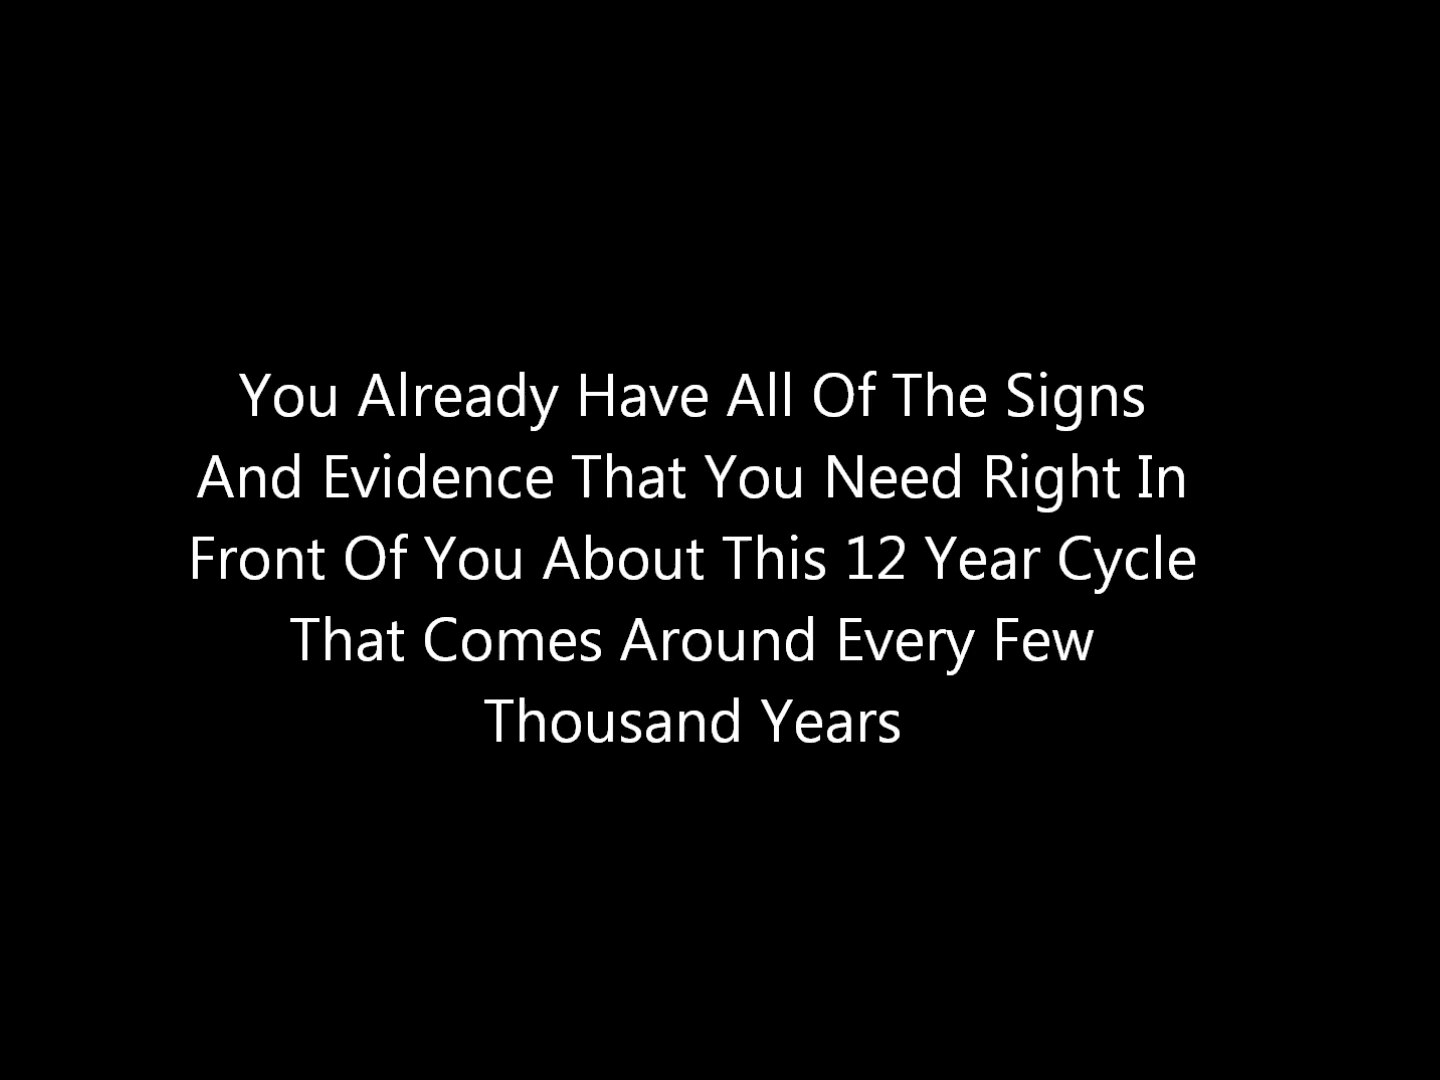 You Already Have All Of The Signs
And Evidence That You Need Right In
Front Of You About This 12 Year Cycle
That Comes Around Every Few
Thousand Years